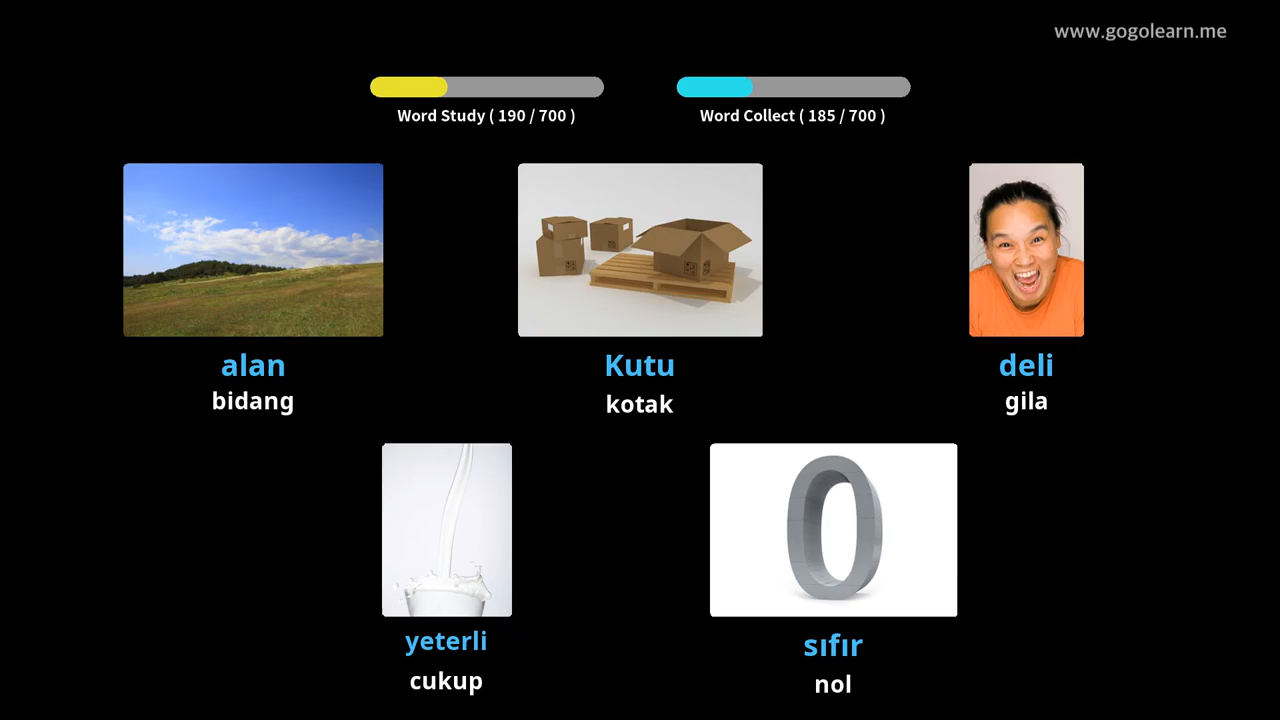 www.gogolearn.me
Word Study ( 190 / 700 )
Word Collect ( 185 / 700 )
alan
bidang
Kutu
kotak
deli
gila
yeterli
cukup
0
sıfır
nol